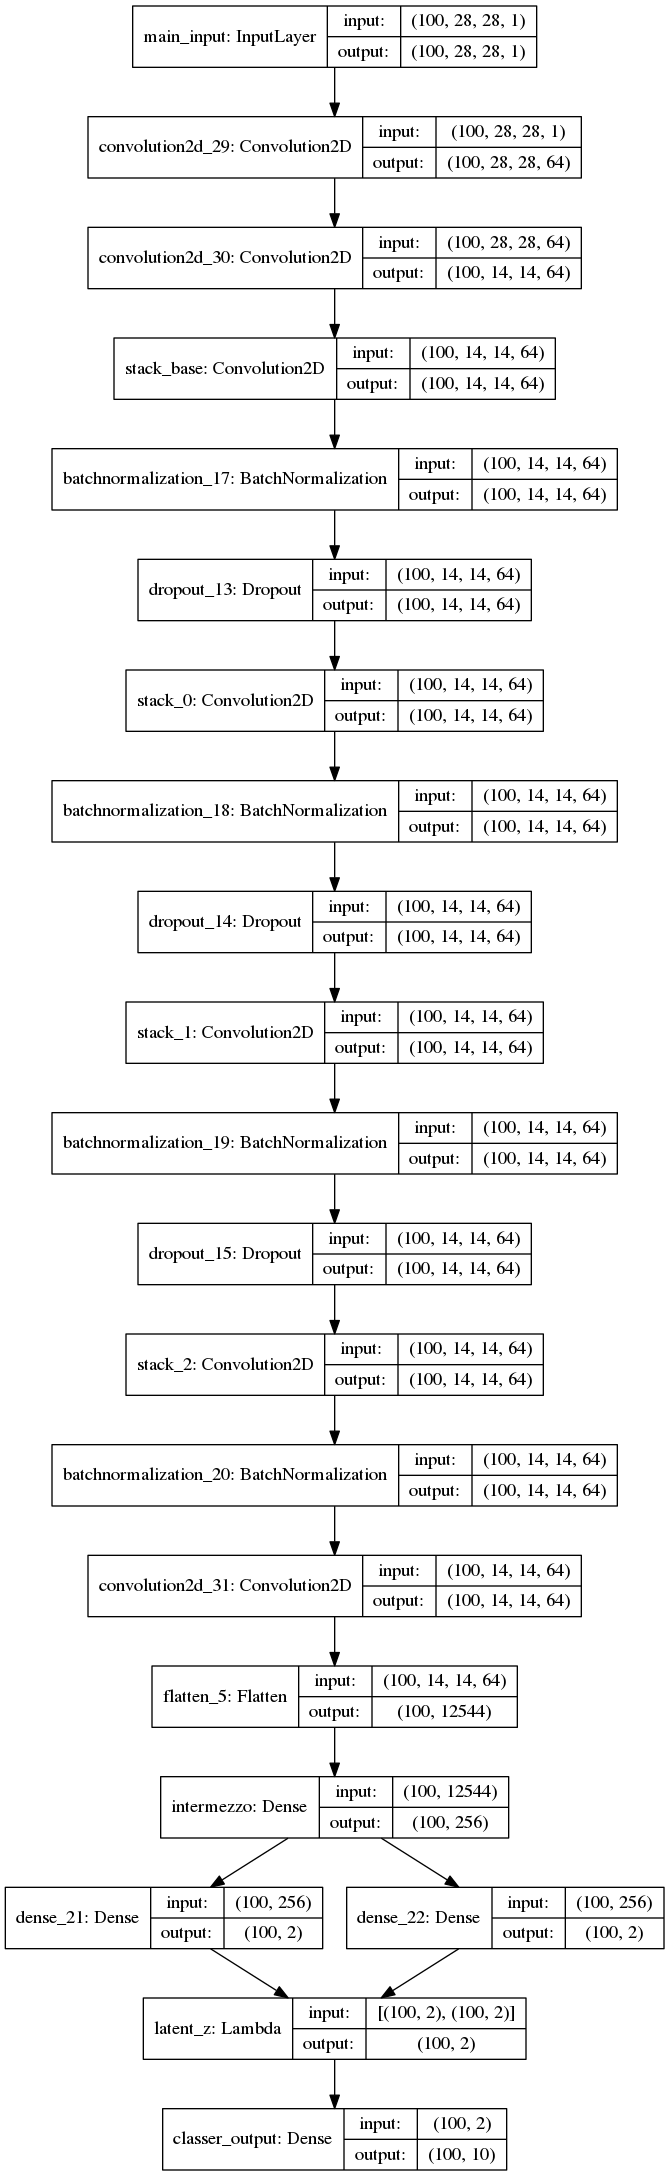 main_input: InputLayer
input:
(100, 28, 28, 1)
output:
(100, 28, 28, 1)
convolution2d_29: Convolution2D
input:
(100, 28, 28, 1)
output:
(100, 28, 28, 64)
convolution2d_30: Convolution2D
input:
(100, 28, 28, 64)
output:
(100, 14, 14, 64)
stack_base: Convolution2D
input:
(100, 14, 14, 64)
output:
(100, 14, 14, 64)
batchnormalization_17: BatchNormalization
input:
(100, 14, 14, 64)
output:
(100, 14, 14, 64)
dropout_13: Dropout
input:
(100, 14, 14, 64)
output:
(100, 14, 14, 64)
stack_0: Convolution2D
input:
(100, 14, 14, 64)
output:
(100, 14, 14, 64)
batchnormalization_18: BatchNormalization
input:
(100, 14, 14, 64)
output:
(100, 14, 14, 64)
dropout_14: Dropout
input:
(100, 14, 14, 64)
output:
(100, 14, 14, 64)
stack_1: Convolution2D
input:
(100, 14, 14, 64)
output:
(100, 14, 14, 64)
batchnormalization_19: BatchNormalization
input:
(100, 14, 14, 64)
output:
(100, 14, 14, 64)
dropout_15: Dropout
input:
(100, 14, 14, 64)
output:
(100, 14, 14, 64)
stack_2: Convolution2D
input:
(100, 14, 14, 64)
output:
(100, 14, 14, 64)
batchnormalization_20: BatchNormalization
input:
(100, 14, 14, 64)
output:
(100, 14, 14, 64)
convolution2d_31: Convolution2D
input:
(100, 14, 14, 64)
output:
(100, 14, 14, 64)
flatten_5: Flatten
input:
(100, 14, 14, 64)
output:
(100, 12544)
intermezzo: Dense
input:
(100, 12544)
output:
(100, 256)
dense_21: Dense
input:
(100, 256)
output:
(100, 2)
dense_22: Dense
input:
(100, 256)
output:
(100, 2)
latent_z: Lambda
input:
[(100, 2), (100, 2)]
output:
(100, 2)
classer_output: Dense
input:
(100, 2)
output:
(100, 10)